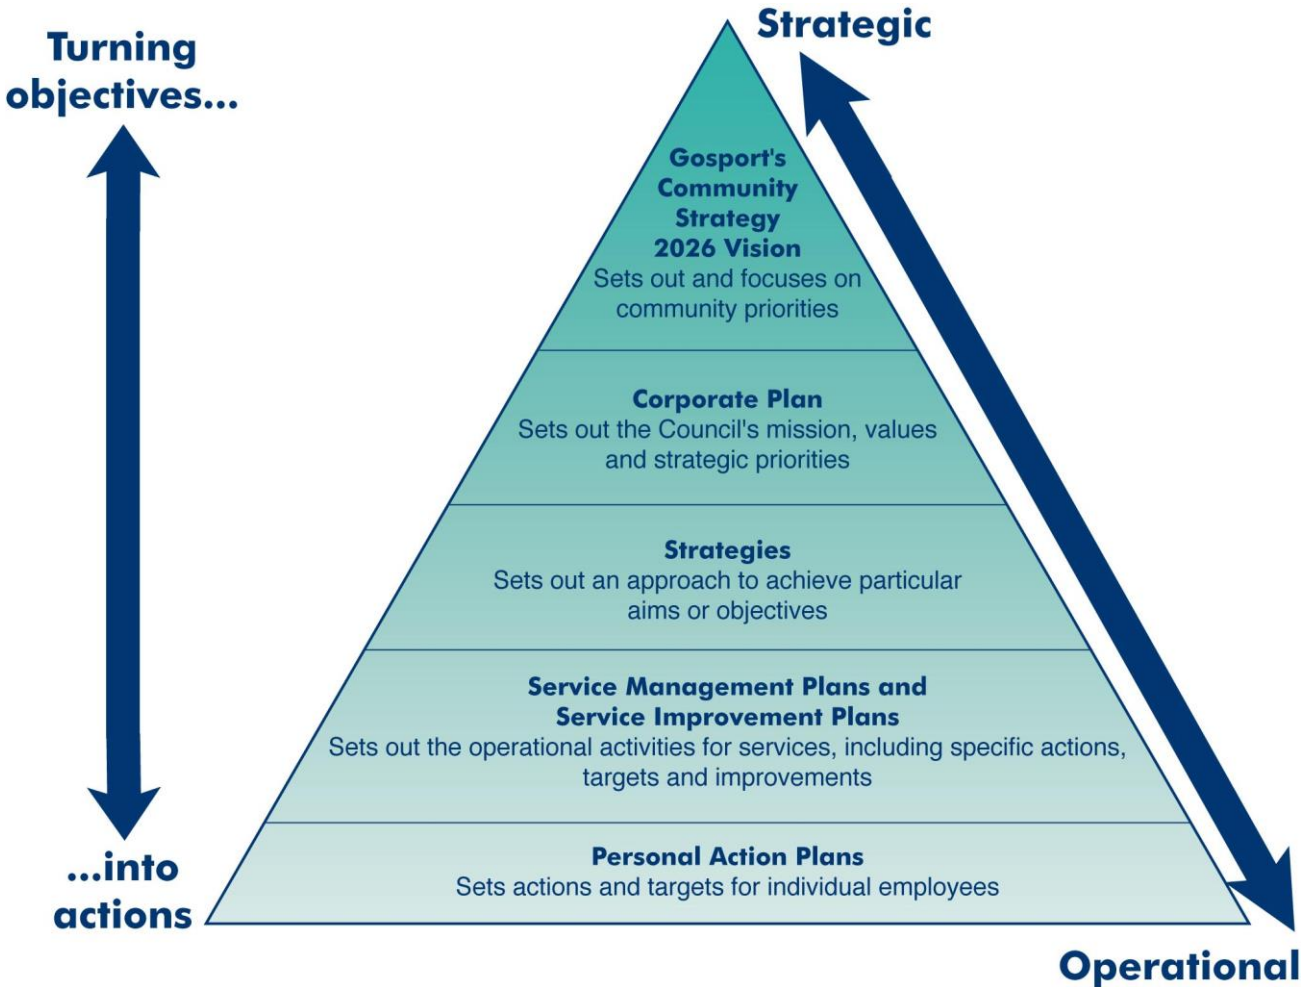 Turning
objectives...
Strategic
Gosport's
Community
Strategy
2026 Vision
Sets out and focuses on
community priorities
Corporate Plan
Sets out the Council's mission, values
and strategic priorities
Strategies
Sets out an approach to achieve particular
aims or objectives
Service Management Plans and
Service Improvement Plans
Sets out the operational activities for services, including specific actions,
targets and improvements
Personal Action Plans
Sets actions and targets for individual employees
...into
actions
Operational